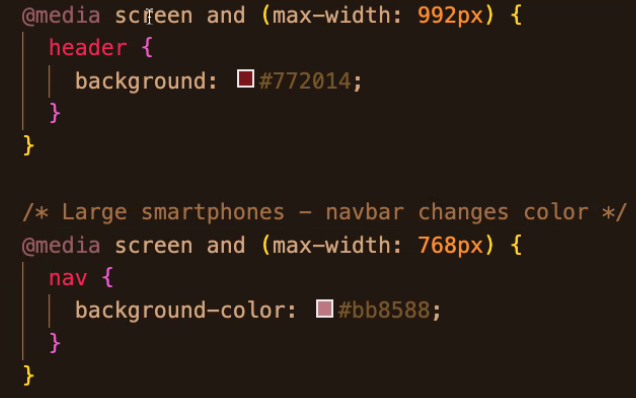 @media screen and (max-width: 992px) {
header {
background: #772014;
}
}
/* Large smartphones – navbar changes color */
@media screen and (max-width: 768px) {
nav {
background-color: #bb8588;
}
}